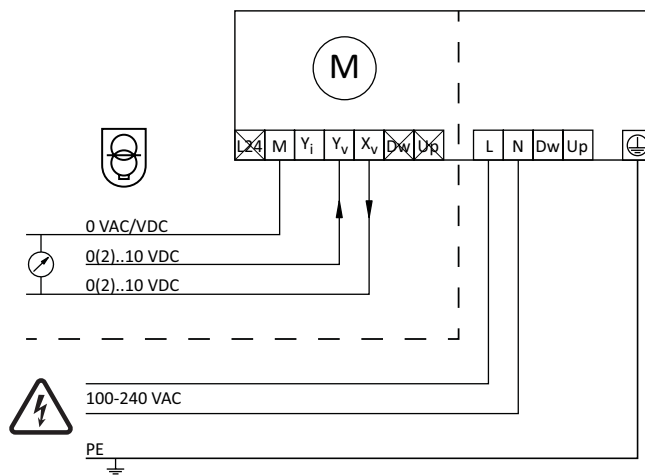 M
L24 M Yi Yv Xv Dw Up L N Dw Up
0 VAC/VDC
0(2)..10 VDC
0(2)..10 VDC
100-240 VAC
PE